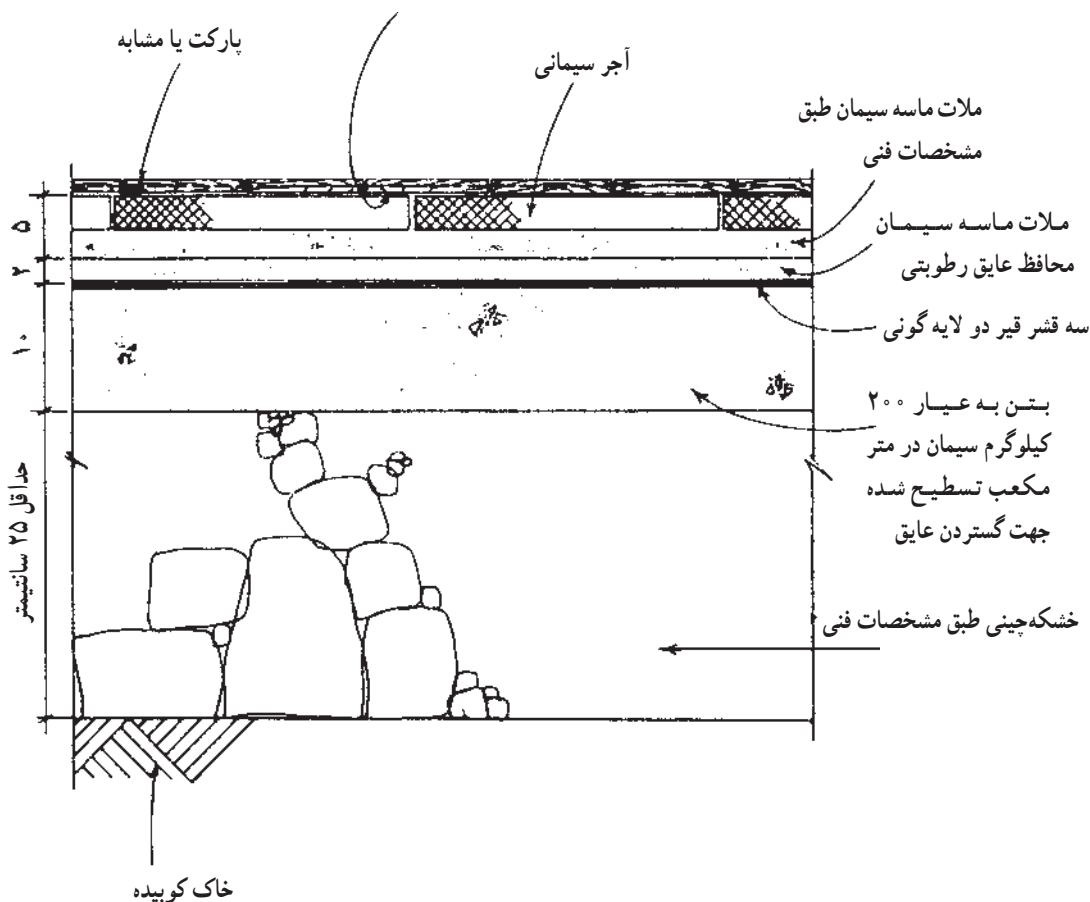 پارکت یا مشابه
آجر سیمانی
ملات ماسه سیمان طبق
مشخصات فنی
ملات ماسه سیمان
محافظ عایق رطوبتی
سه قشر قیر دو لایه گونی
بتن به عیار ۲۰۰
کیلوگرم سیمان در متر
مکعب تسطیح شده
جهت گستردن عایق
خشکه‌چینی طبق مشخصات فنی
خاک کوبیده
۵
۲
۱۰
حداقل ۲۵ سانتیمتر